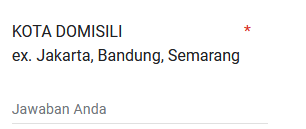 KOTA DOMISILI *
ex. Jakarta, Bandung, Semarang
Jawaban Anda